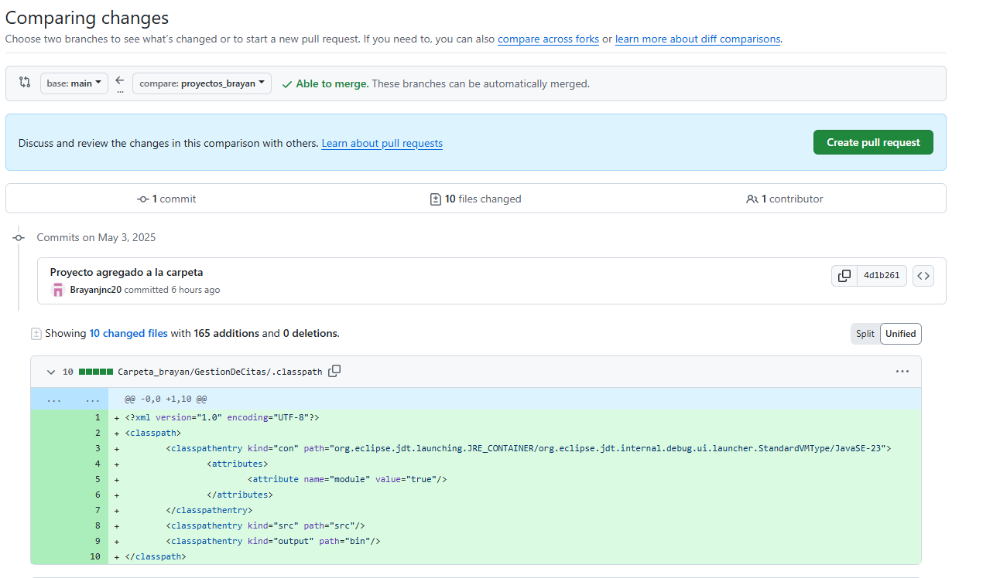 Comparing changes
Choose two branches to see what's changed or to start a new pull request. If you need to, you can also compare across forks or learn more about diff comparisons.
base: main ... compare: proyectos_brayan Able to merge. These branches can be automatically merged.
Discuss and review the changes in this comparison with others. Learn about pull requests Create pull request
1 commit 10 files changed 1 contributor
Commits on May 3, 2025
Proyecto agregado a la carpeta
Brayanjnc20 committed 6 hours ago 4d1b261
Showing 10 changed files with 165 additions and 0 deletions. Split Unified
10 Carpeta_brayan/GestionDeCitas/.classpath
... ... @@ -0,0 +1,10 @@
1 + <?xml version="1.0" encoding="UTF-8"?>
2 + <classpath>
3 + <classpathentry kind="con" path="org.eclipse.jdt.launching.JRE_CONTAINER/org.eclipse.jdt.internal.debug.ui.launcher.StandardVMType/JavaSE-23">
4 + <attributes>
5 + <attribute name="module" value="true"/>
6 + </attributes>
7 + </classpathentry>
8 + <classpathentry kind="src" path="src"/>
9 + <classpathentry kind="output" path="bin"/>
10 + </classpath>